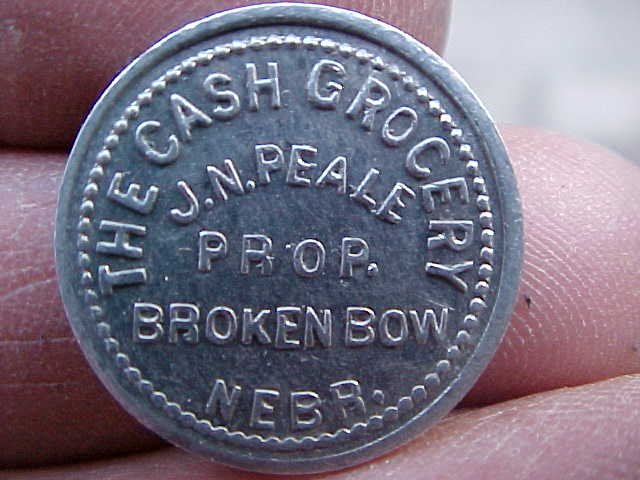 THE CASH GROCERY
J.N. PEALE
PROP.
BROKEN BOW
NEBR.